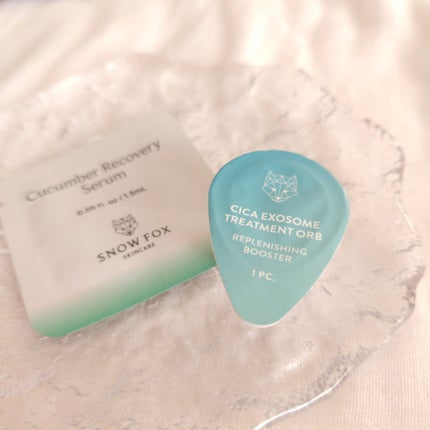 Cucumber Recovery
Serum
0.05 fl. oz / 1.5mL
SNOW FOX
SKINCARE
CICA EXOSOME
TREATMENT OR8
REPLENISHING
BOOSTER
1 PC.